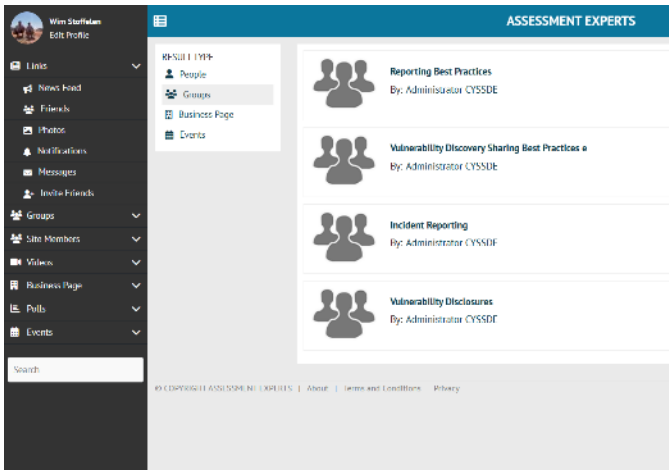 Wim Stoffelen
Edit Profile
Links
News Feed
Friends
Photos
Notifications
Messages
Invite Friends
Groups
Site Members
Videos
Business Page
Polls
Events
Search
ASSESSMENT EXPERTS
RESULT TYPE
People
Groups
Business Page
Events
Reporting Best Practices
By: Administrator CYSSDE
Vulnerability Discovery Sharing Best Practices e
By: Administrator CYSSDE
Incident Reporting
By: Administrator CYSSDE
Vulnerability Disclosures
By: Administrator CYSSDE
© COPYRIGHT ASSESSMENT EXPERTS | About | Terms and Conditions Privacy